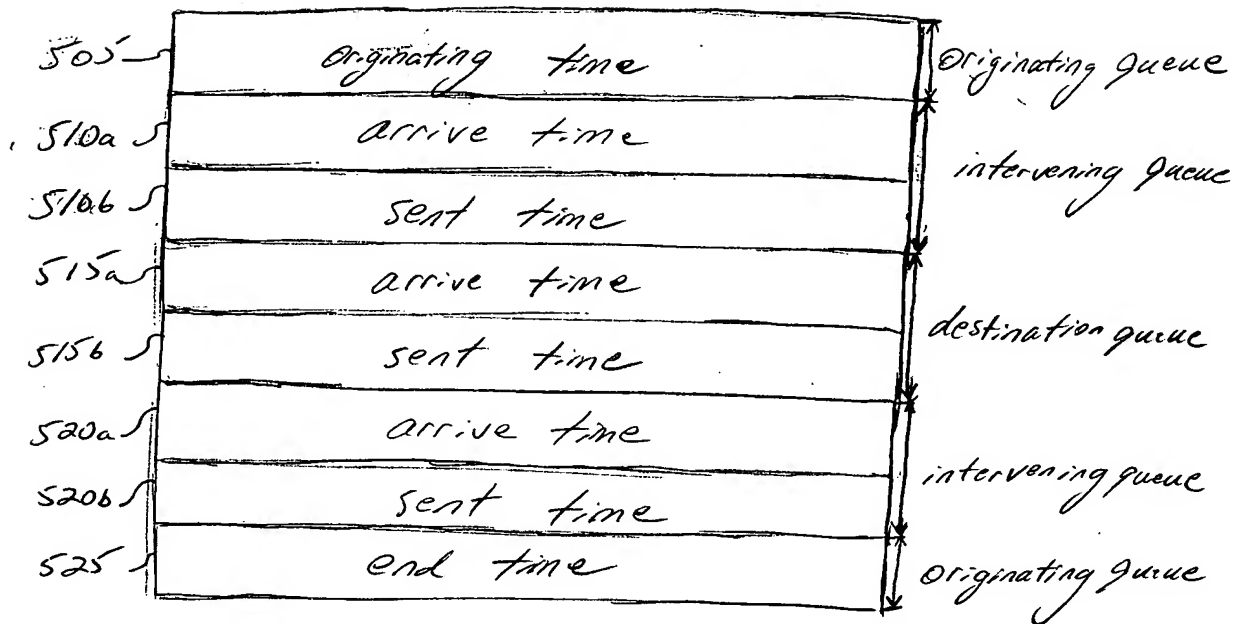 505 originating time originating queue
510a arrive time
intervening queue
510b sent time
515a arrive time
destination queue
515b sent time
520a arrive time
intervening queue
520b sent time
525 end time originating queue